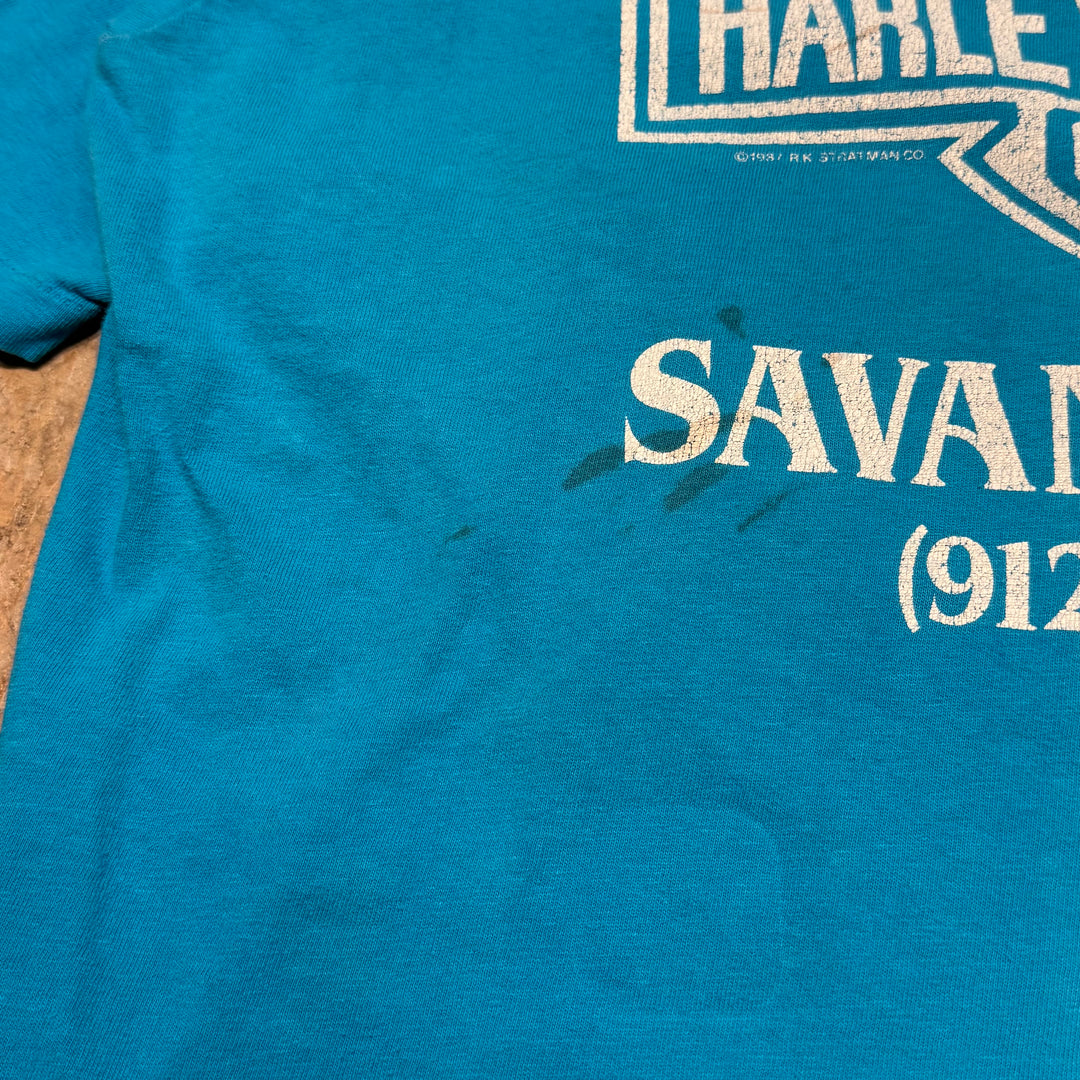 HARLE
©1987 R.K. STRATMAN CO.
SAVAN
(912